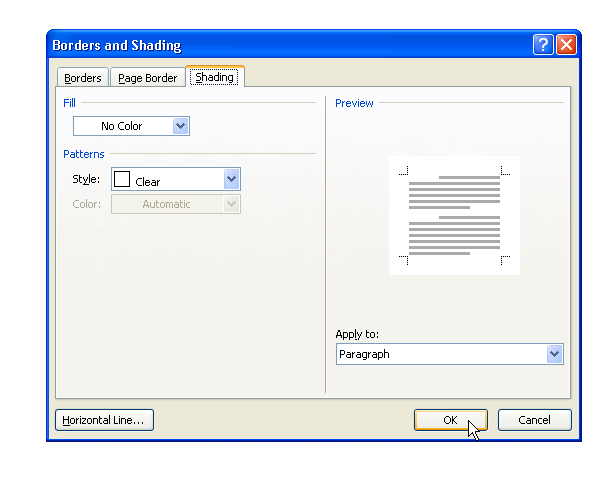 Borders and Shading
Borders Page Border Shading
Fill
No Color
Patterns
Style: Clear
Color: Automatic
Preview
Apply to:
Paragraph
Horizontal Line... OK Cancel